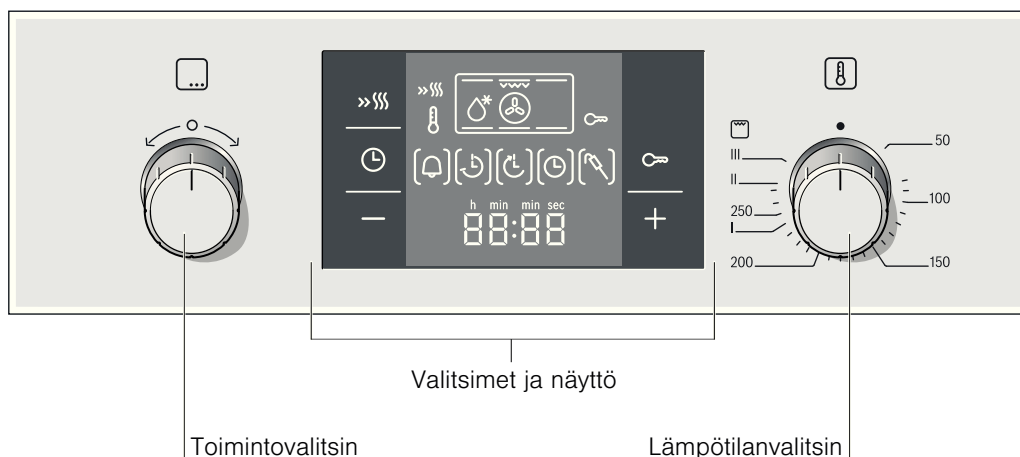 h min min sec
88:88
50
100
150
200
250
I
II
III
Valitsimet ja näyttö
Toimintovalitsin
Lämpötilanvalitsin